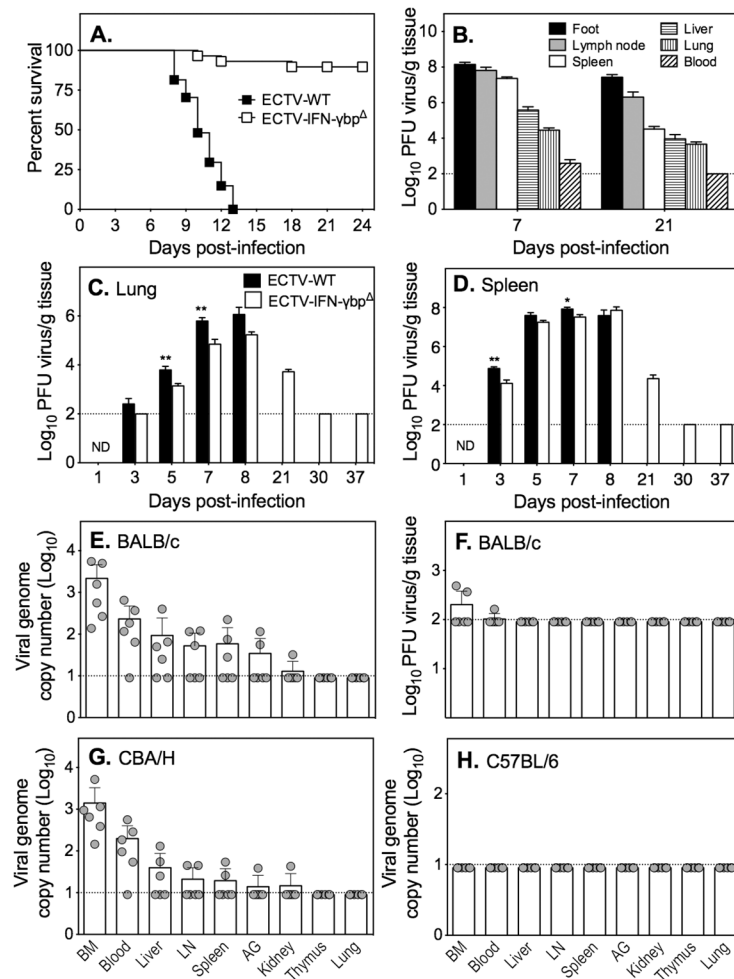 A.
Percent survival
100
75
50
25
0
ECTV-WT
ECTV-IFN-γbpΔ
0 3 6 9 12 15 18 21 24
Days post-infection
B.
Foot
Lymph node
Spleen
Liver
Lung
Blood
Log10 PFU virus/g tissue
8
6
4
2
0
7 21
Days post-infection
C. Lung
ECTV-WT
ECTV-IFN-γbpΔ
Log10 PFU virus/g tissue
6
4
2
0
** **
ND
1 3 5 7 8 21 30 37
Days post-infection
D. Spleen
Log10 PFU virus/g tissue
8
6
4
2
0
** *
ND
1 3 5 7 8 21 30 37
Days post-infection
E. BALB/c
Viral genome
copy number (Log10)
4
3
2
1
0
F. BALB/c
Log10 PFU virus/g tissue
3
2
1
G. CBA/H
Viral genome
copy number (Log10)
4
3
2
1
0
BM Blood Liver LN Spleen AG Kidney Thymus Lung
H. C57BL/6
Viral genome
copy number (Log10)
2
1
0
BM Blood Liver LN Spleen AG Kidney Thymus Lung